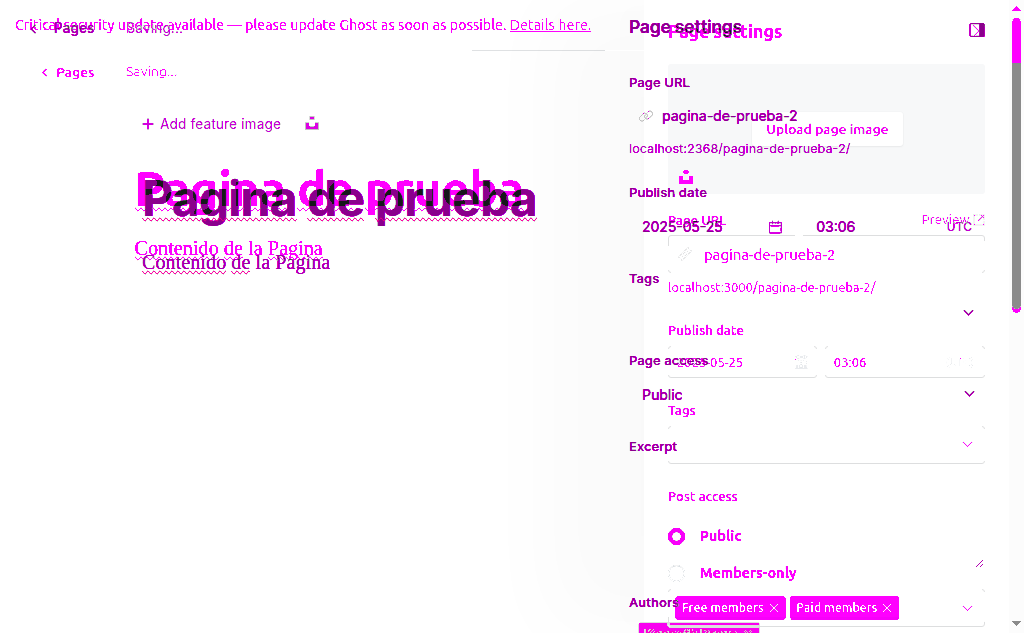 Critical security update available — please update Ghost as soon as possible. Details here.
Pages
Saving...
Page settings
Page settings
Pages
Saving...
Page URL
pagina-de-prueba-2
Add feature image
Upload page image
localhost:2368/pagina-de-prueba-2/
Pagina de prueba
Pagina de prueba
Publish date
Page URL
Preview
2025-05-25
03:06
UTC
Contenido de la Pagina
Contenido de la Pagina
pagina-de-prueba-2
Tags
localhost:3000/pagina-de-prueba-2/
Publish date
Page access
2025-05-25
03:06
Public
Tags
Excerpt
Post access
Public
Members-only
Authors
Free members
Paid members